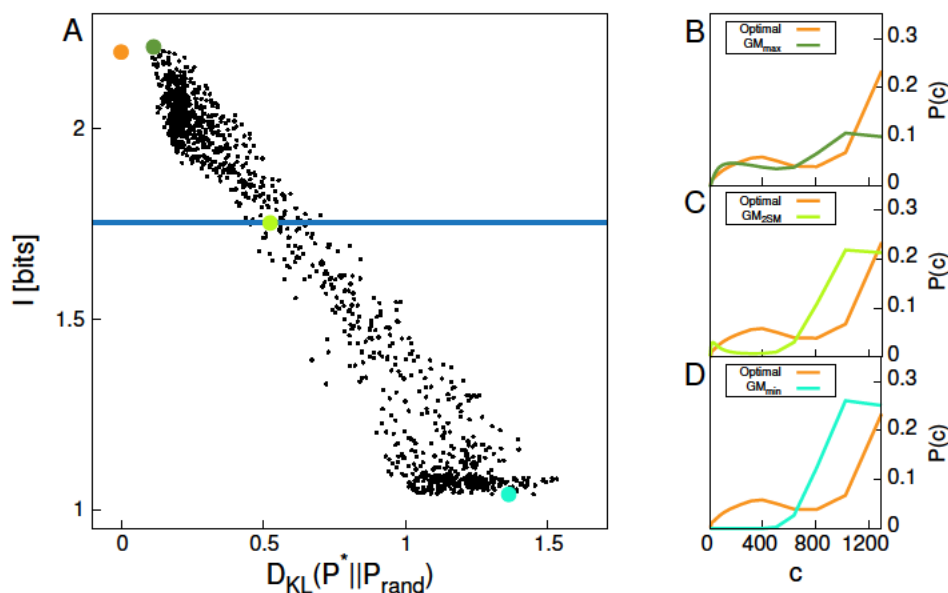 A
I [bits]
2
1.5
1
0
0.5
1
1.5
D_KL(P*||P_rand)
B
Optimal
GM_max
0.3
0.2
0.1
0
P(c)
C
Optimal
GM_2SM
0.3
0.2
0.1
0
P(c)
D
Optimal
GM_min
0.3
0.2
0.1
0
P(c)
0
400
800
1200
c